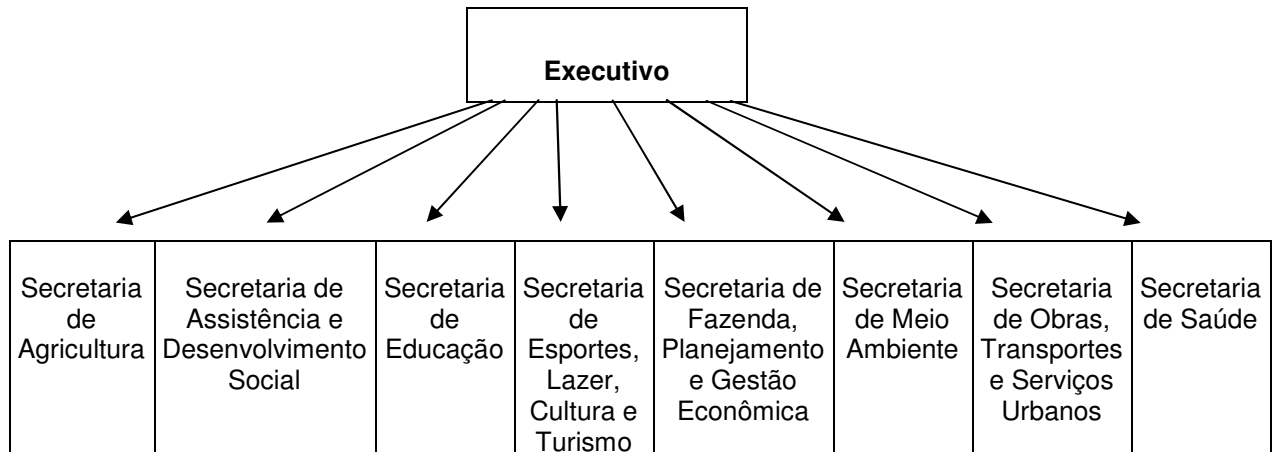 Executivo
Secretaria
de
Agricultura
Secretaria de
Assistência e
Desenvolvimento
Social
Secretaria
de
Educação
Secretaria
de
Esportes,
Lazer,
Cultura e
Turismo
Secretaria de
Fazenda,
Planejamento
e Gestão
Econômica
Secretaria
de Meio
Ambiente
Secretaria
de Obras,
Transportes
e Serviços
Urbanos
Secretaria
de Saúde